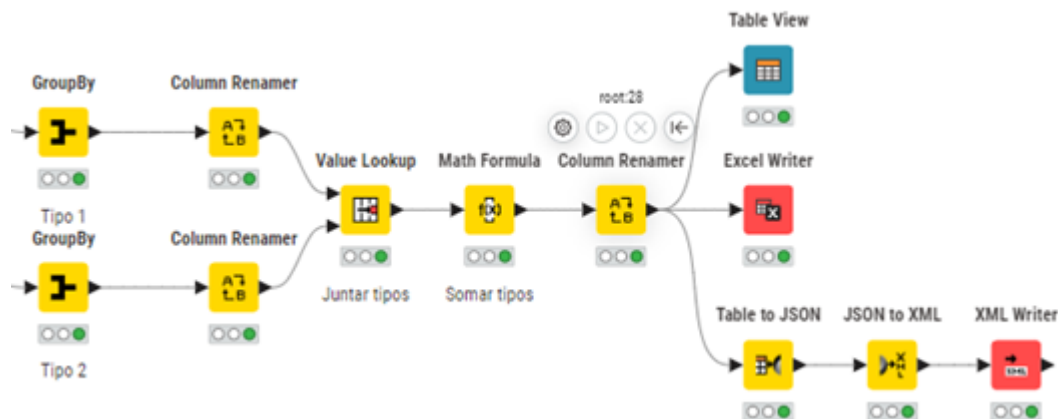 Table View
GroupBy
Column Renamer
root:28
Value Lookup
Math Formula
Column Renamer
Excel Writer
Tipo 1
GroupBy
Column Renamer
Juntar tipos
Somar tipos
Table to JSON
JSON to XML
XML Writer
Tipo 2